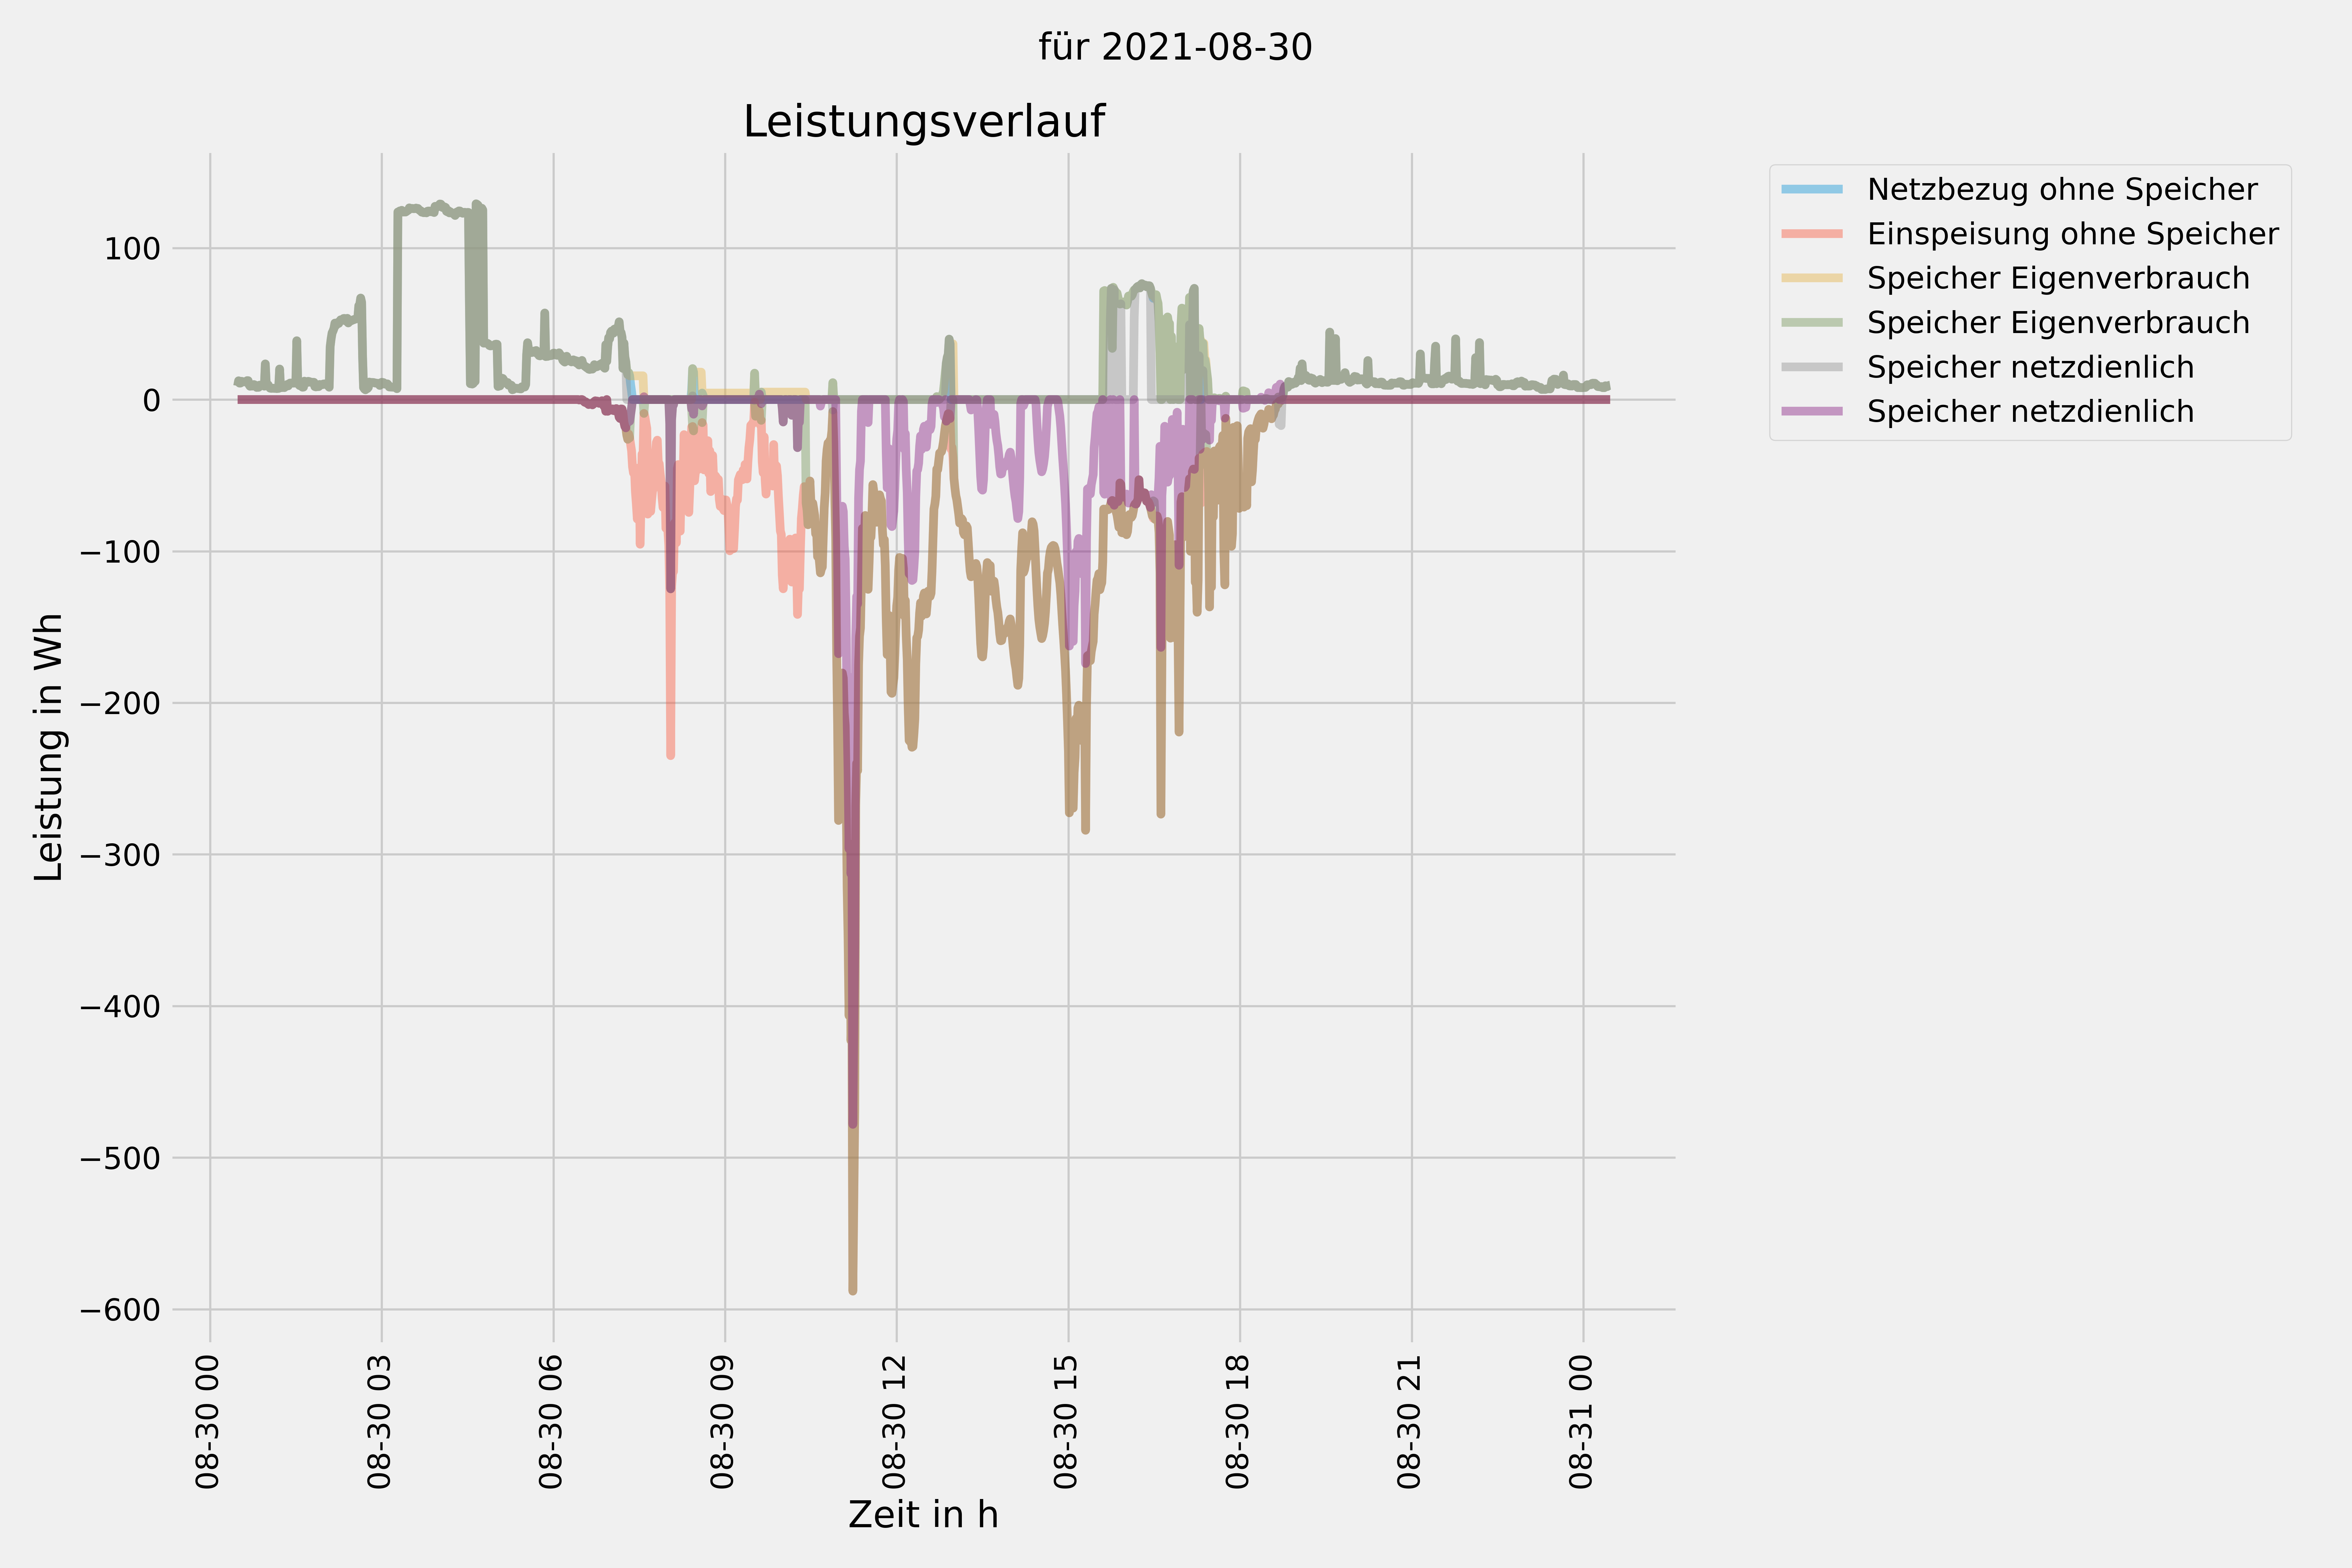 für 2021-08-30
Leistungsverlauf
Netzbezug ohne Speicher
Einspeisung ohne Speicher
Speicher Eigenverbrauch
Speicher Eigenverbrauch
Speicher netzdienlich
Speicher netzdienlich
Leistung in Wh
100
0
−100
−200
−300
−400
−500
−600
08-30 00
08-30 03
08-30 06
08-30 09
08-30 12
08-30 15
08-30 18
08-30 21
08-31 00
Zeit in h